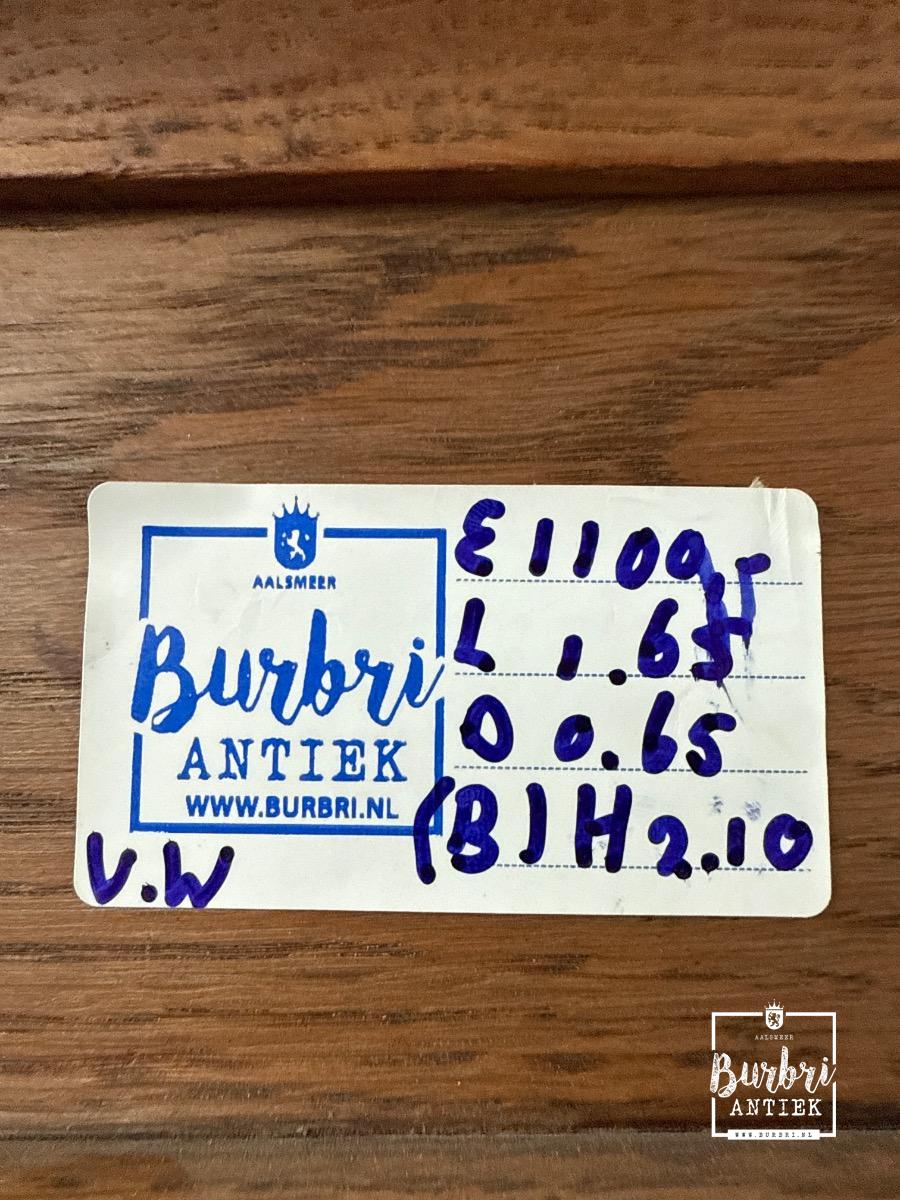 AALSMEER
Burbri
ANTIEK
WWW.BURBRI.NL
V.W
€ 1100,-
L 1.65
D 0.65
(B) H 2.10
AALSMEER
Burbri
ANTIEK
WWW.BURBRI.NL